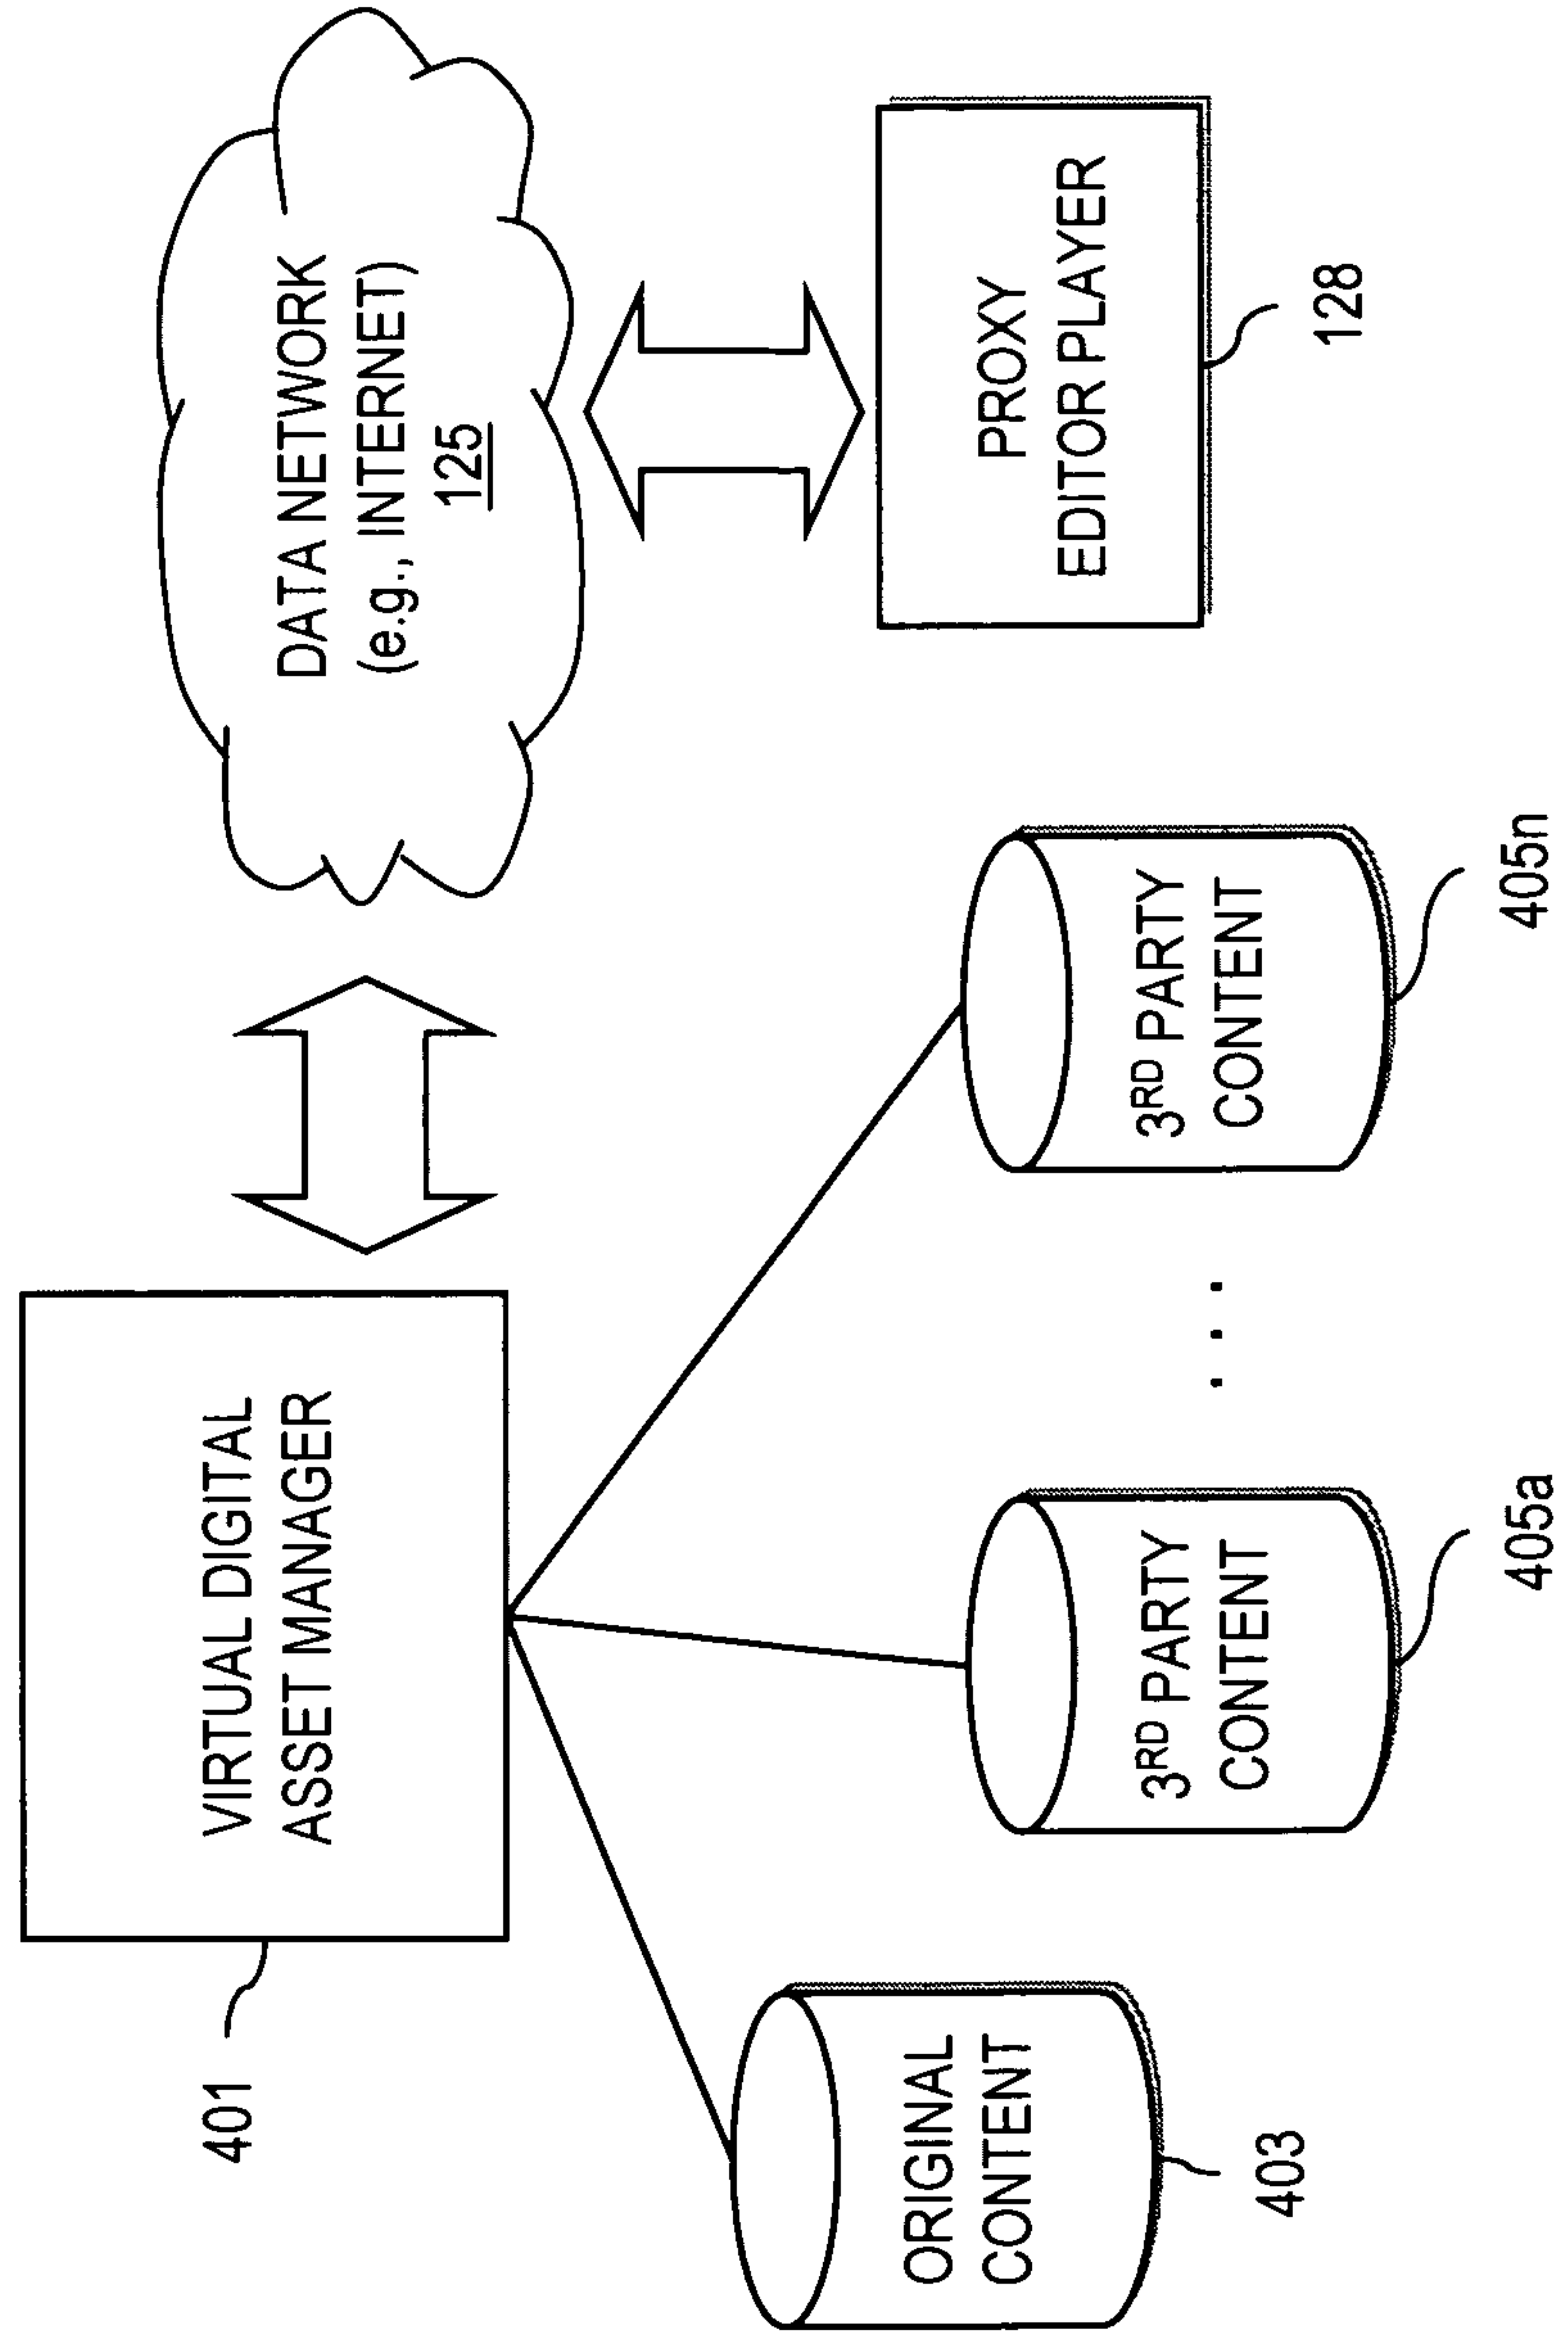 401
VIRTUAL DIGITAL
ASSET MANAGER
DATA NETWORK
(e.g., INTERNET)
125
ORIGINAL
CONTENT
403
3RD PARTY
CONTENT
405a
. . .
3RD PARTY
CONTENT
405n
PROXY
EDITOR PLAYER
128